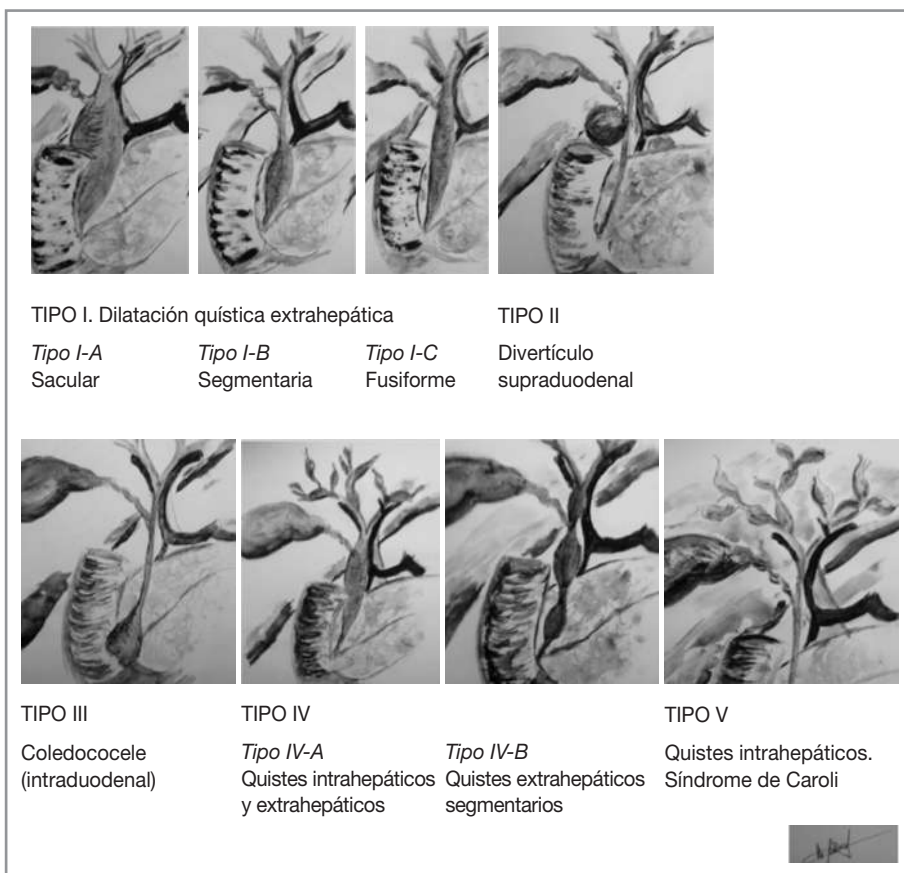 TIPO I. Dilatación quística extrahepática
Tipo I-A
Sacular
Tipo I-B
Segmentaria
Tipo I-C
Fusiforme
TIPO II
Divertículo
supraduodenal
TIPO III
Coledococele
(intraduodenal)
TIPO IV
Tipo IV-A
Quistes intrahepáticos
y extrahepáticos
Tipo IV-B
Quistes extrahepáticos
segmentarios
TIPO V
Quistes intrahepáticos.
Síndrome de Caroli